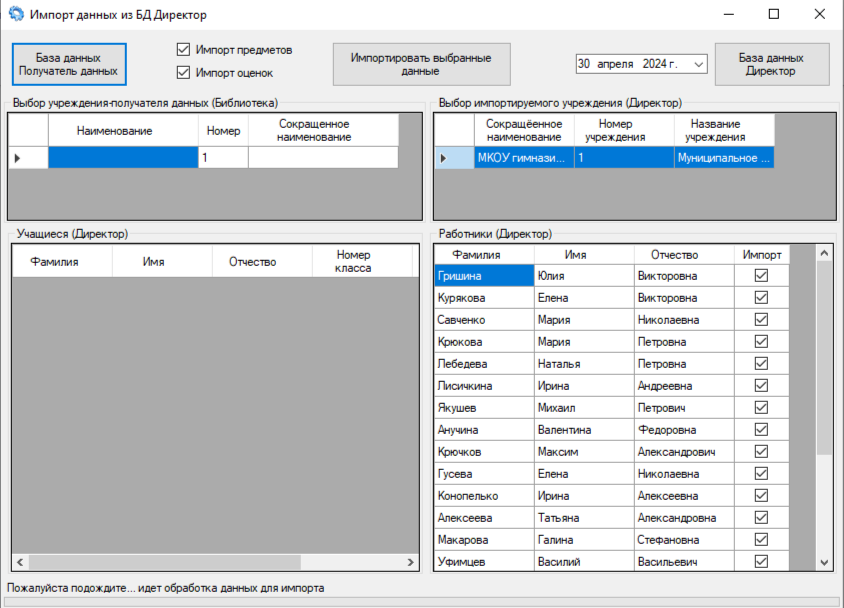 Импорт данных из БД Директор
База данных
Получатель данных
Импорт предметов
Импорт оценок
Импортировать выбранные
данные
30 апреля 2024 г.
База данных
Директор
Выбор учреждения-получателя данных (Библиотека)
Наименование Номер Сокращенное
наименование
1
Выбор импортируемого учреждения (Директор)
Сокращённое
наименование
Номер
учреждения
Название
учреждения
МКОУ гимнази... 1 Муниципальное ...
Учащиеся (Директор)
Фамилия Имя Отчество Номер
класса
Работники (Директор)
Фамилия Имя Отчество Импорт
Гришина Юлия Викторовна
Курякова Елена Викторовна
Савченко Мария Николаевна
Крюкова Мария Петровна
Лебедева Наталья Петровна
Лисичкина Ирина Андреевна
Якушев Михаил Петрович
Анучина Валентина Федоровна
Крючков Максим Александрович
Гусева Елена Николаевна
Конопелько Ирина Алексеевна
Алексеева Татьяна Александровна
Макарова Галина Стефановна
Уфимцев Василий Васильевич
Пожалуйста подождите... идет обработка данных для импорта